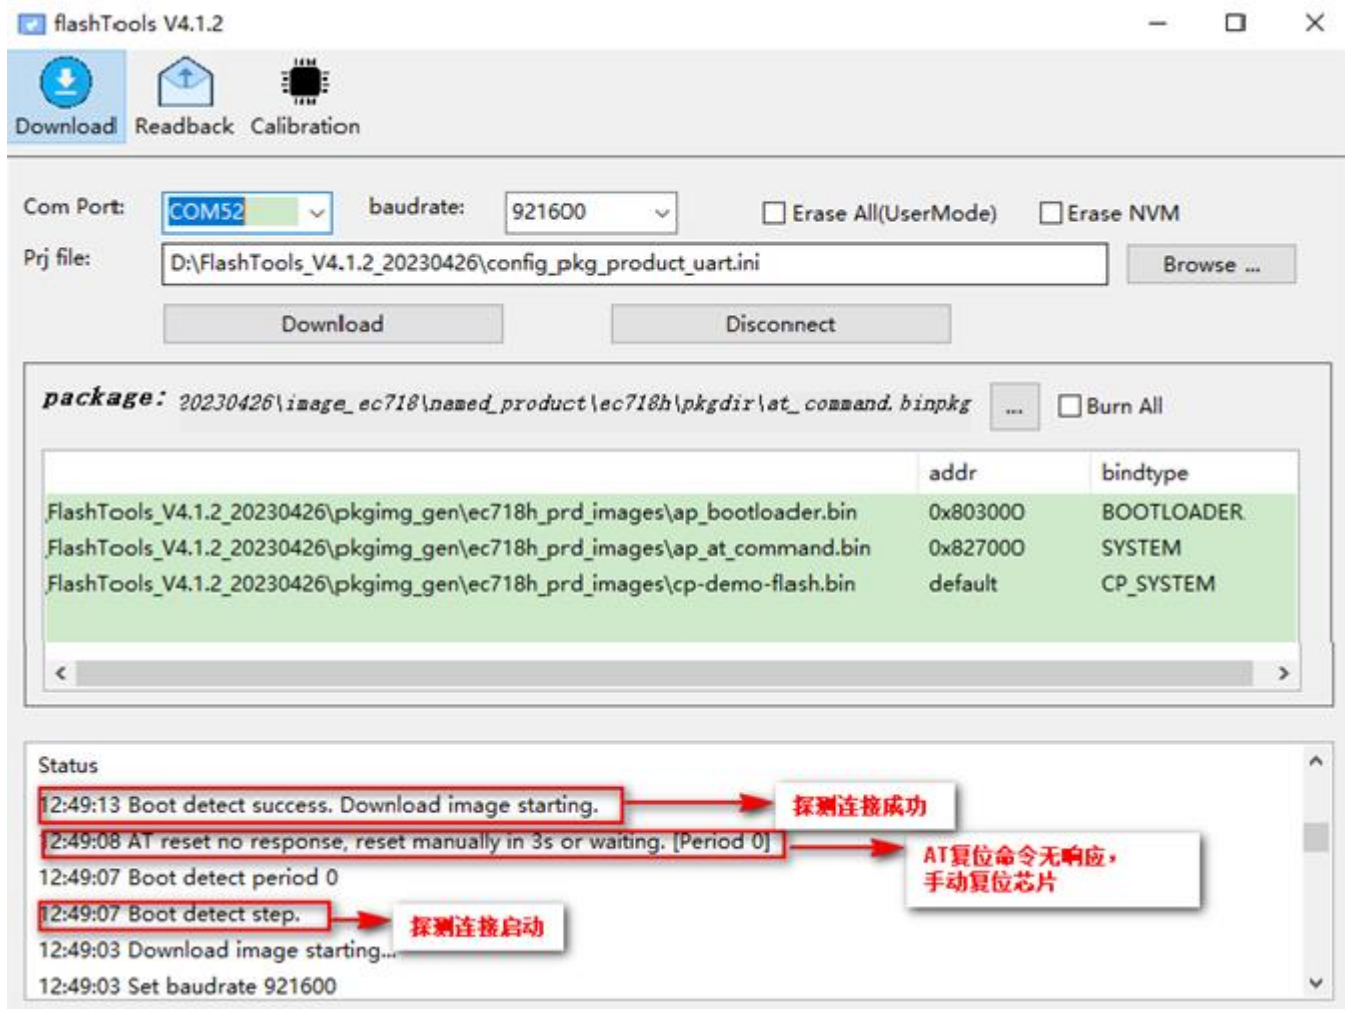 flashTools V4.1.2
Download Readback Calibration
Com Port: COM52 baudrate: 921600 Erase All(UserMode) Erase NVM
Prj file: D:\FlashTools_V4.1.2_20230426\config_pkg_product_uart.ini Browse ...
Download Disconnect
package: 20230426\image_ec718\named_product\ec718h\pkgdir\at_command.binpkg ... Burn All
addr bindtype
FlashTools_V4.1.2_20230426\pkgimg_gen\ec718h_prd_images\ap_bootloader.bin 0x803000 BOOTLOADER
FlashTools_V4.1.2_20230426\pkgimg_gen\ec718h_prd_images\ap_at_command.bin 0x827000 SYSTEM
FlashTools_V4.1.2_20230426\pkgimg_gen\ec718h_prd_images\cp-demo-flash.bin default CP_SYSTEM
Status
12:49:13 Boot detect success. Download image starting. 探测连接成功
12:49:08 AT reset no response, reset manually in 3s or waiting. [Period 0] AT复位命令无响应，
手动复位芯片
12:49:07 Boot detect period 0
12:49:07 Boot detect step. 探测连接启动
12:49:03 Download image starting...
12:49:03 Set baudrate 921600